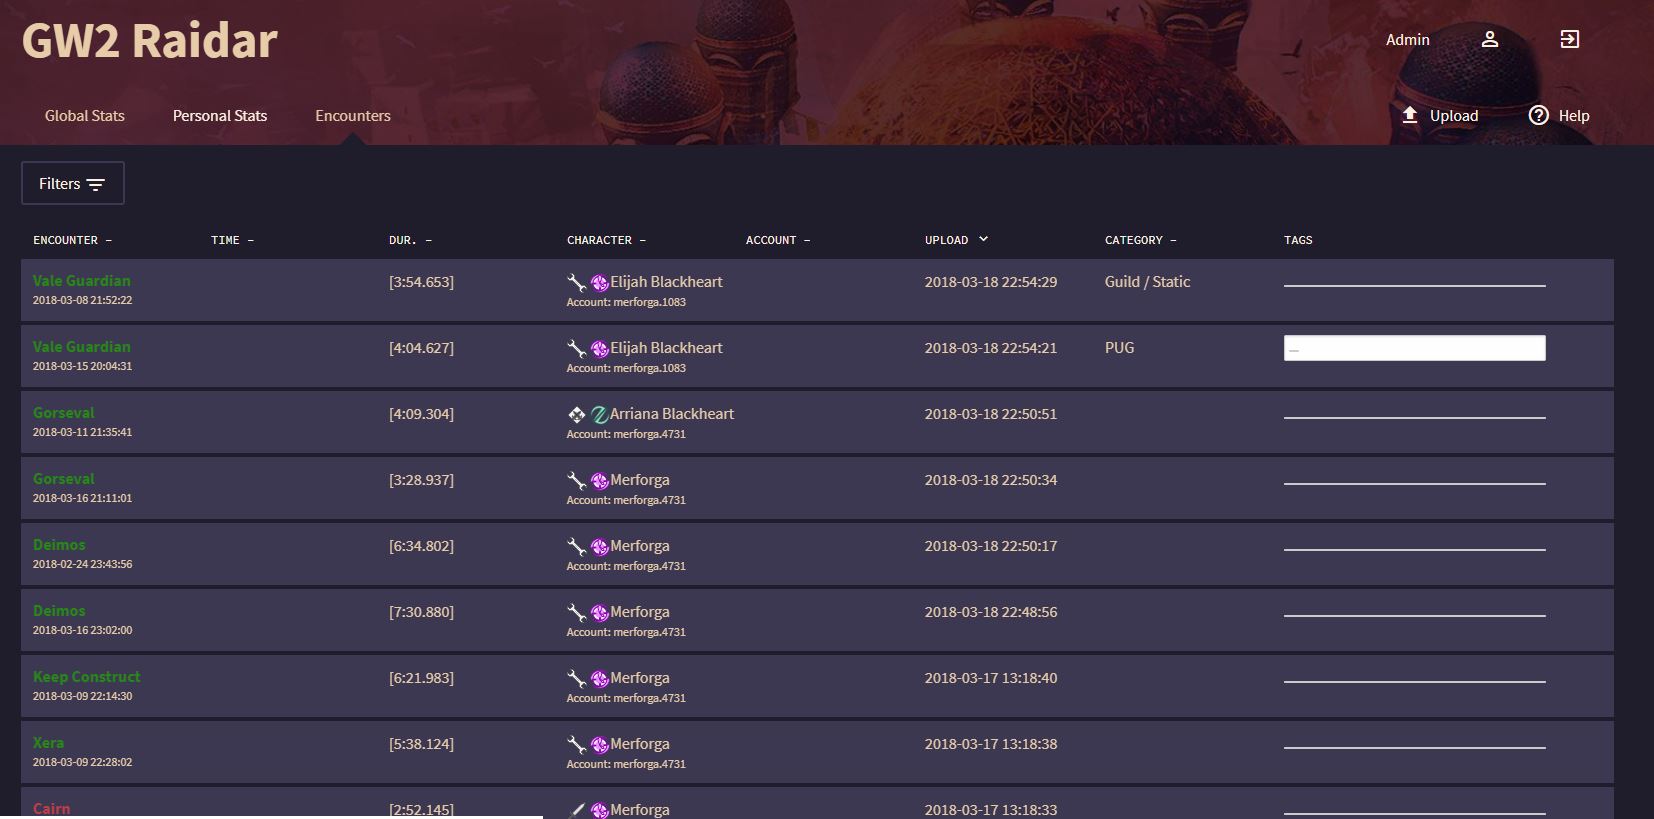 GW2 Raidar
Admin
Global Stats Personal Stats Encounters Upload Help
Filters
ENCOUNTER – TIME – DUR. – CHARACTER – ACCOUNT – UPLOAD CATEGORY – TAGS
Vale Guardian [3:54.653] Elijah Blackheart 2018-03-18 22:54:29 Guild / Static
2018-03-08 21:52:22 Account: merforga.1083
Vale Guardian [4:04.627] Elijah Blackheart 2018-03-18 22:54:21 PUG
2018-03-15 20:04:31 Account: merforga.1083
Gorseval [4:09.304] Arriana Blackheart 2018-03-18 22:50:51
2018-03-11 21:35:41 Account: merforga.4731
Gorseval [3:28.937] Merforga 2018-03-18 22:50:34
2018-03-16 21:11:01 Account: merforga.4731
Deimos [6:34.802] Merforga 2018-03-18 22:50:17
2018-02-24 23:43:56 Account: merforga.4731
Deimos [7:30.880] Merforga 2018-03-18 22:48:56
2018-03-16 23:02:00 Account: merforga.4731
Keep Construct [6:21.983] Merforga 2018-03-17 13:18:40
2018-03-09 22:14:30 Account: merforga.4731
Xera [5:38.124] Merforga 2018-03-17 13:18:38
2018-03-09 22:28:02 Account: merforga.4731
Cairn [2:52.145] Merforga 2018-03-17 13:18:33